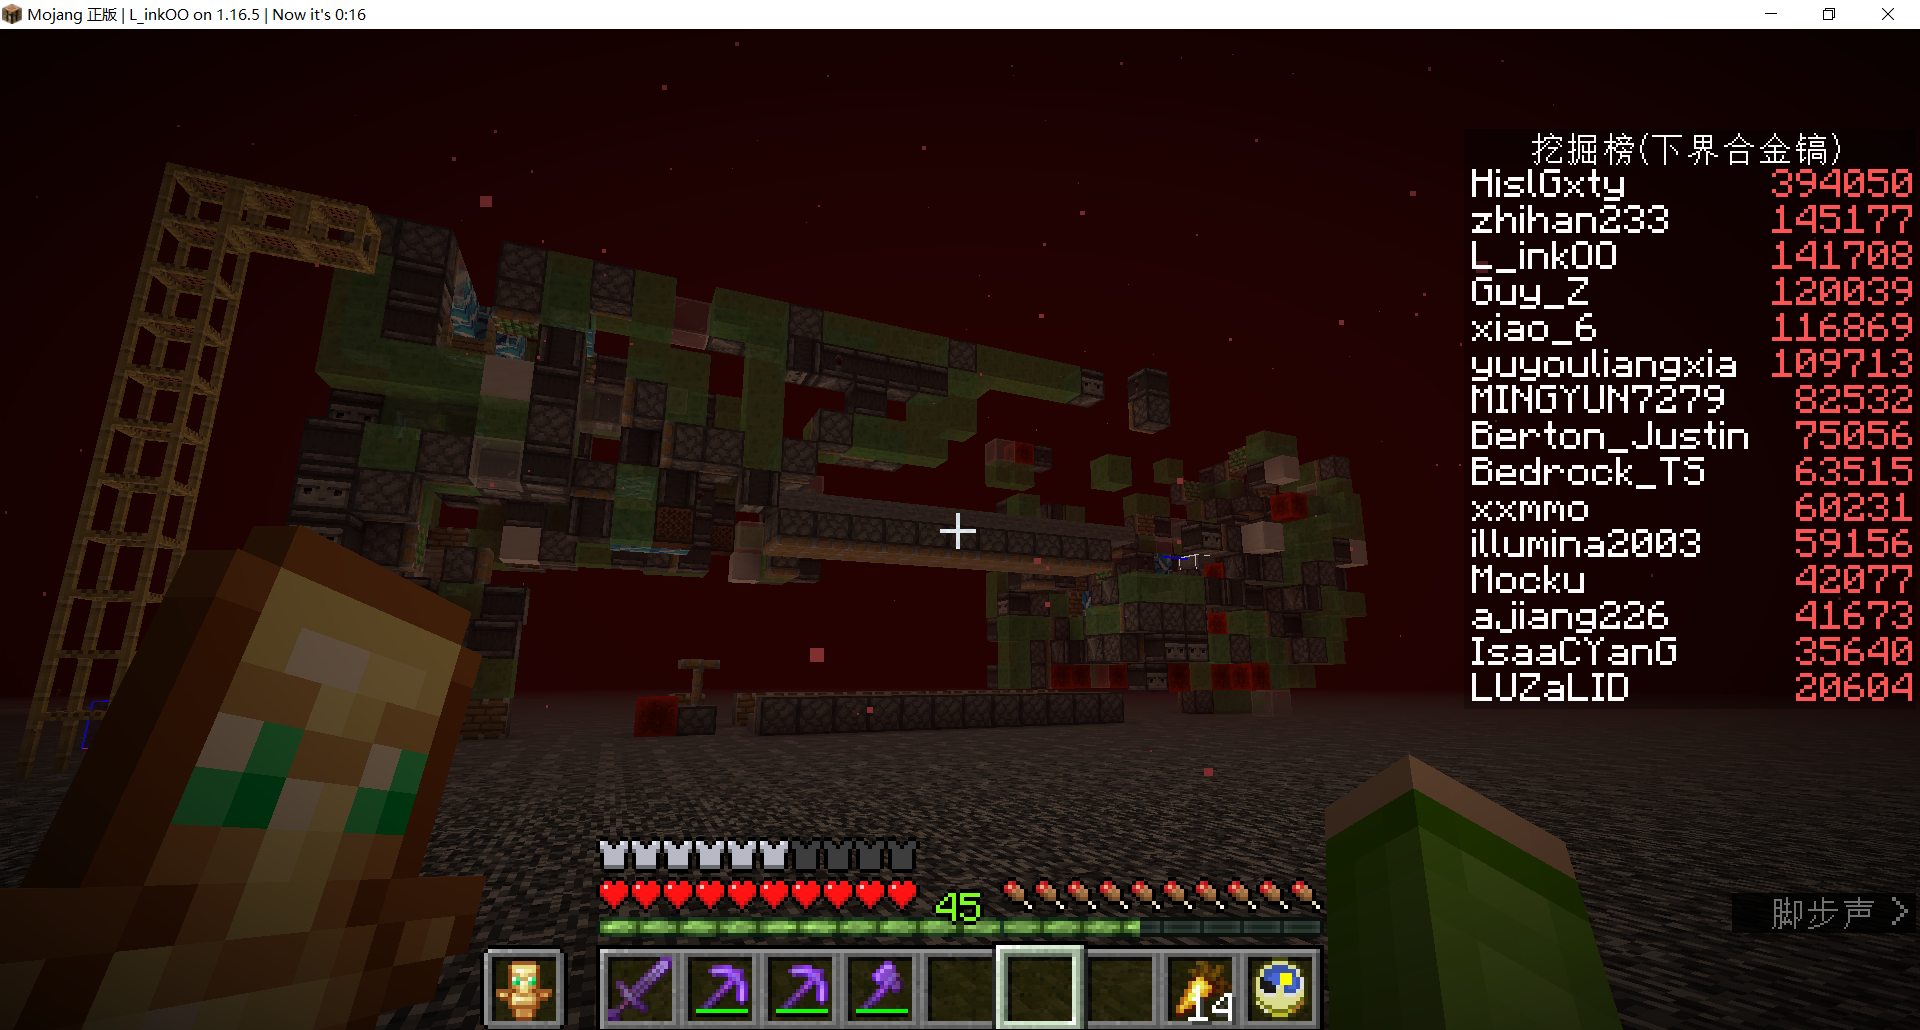 Mojang 正版 | L_inkOO on 1.16.5 | Now it's 0:16
挖掘榜(下界合金镐)
HislGxty 394050
zhihan233 145177
L_inkOO 141708
Guy_Z 120039
xiao_6 116869
yuyouliangxia 109713
MINGYUN7279 82532
Berton_Justin 75056
Bedrock_TS 63515
xxmmo 60231
illumina2003 59156
Mocku 42077
ajiang226 41673
IsaaCYanG 35640
LUZaLID 20604
脚步声 >
45
14